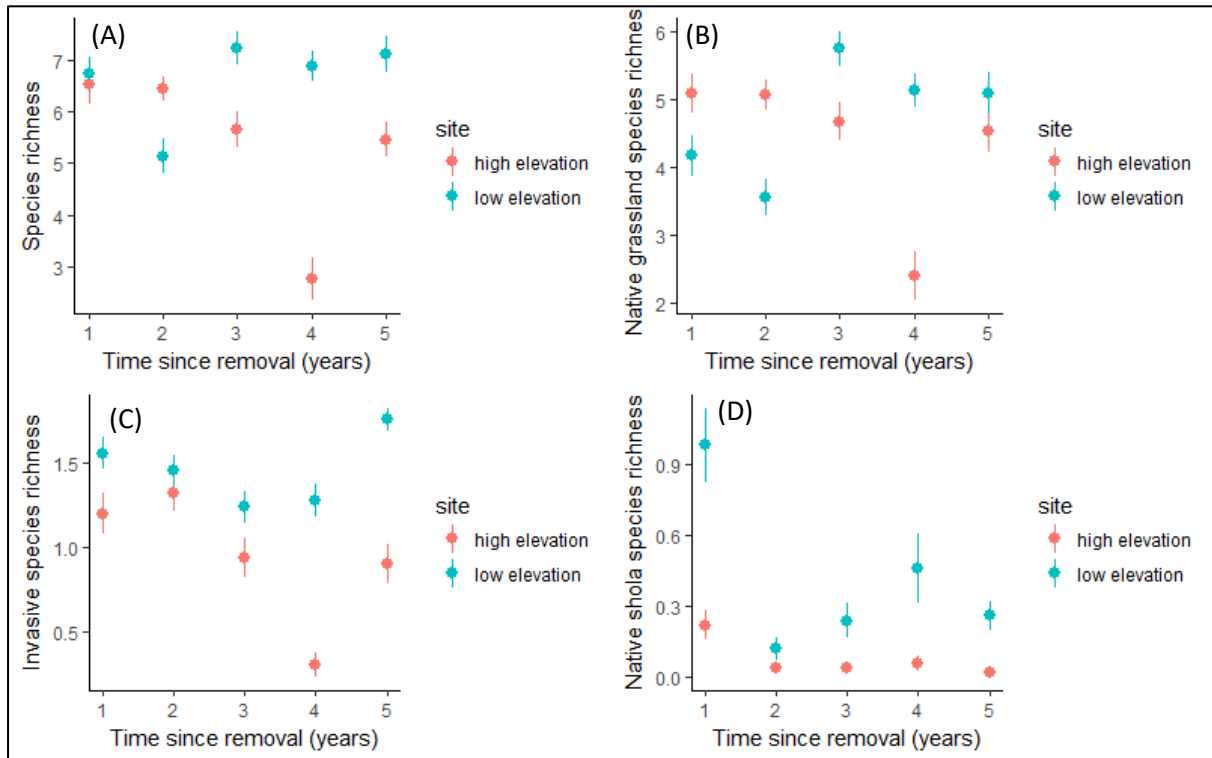 (A)
Species richness
7
6
5
4
3
1 2 3 4 5
Time since removal (years)
site
high elevation
low elevation
(B)
Native grassland species richness
6
5
4
3
2
1 2 3 4 5
Time since removal (years)
site
high elevation
low elevation
(C)
Invasive species richness
1.5
1.0
0.5
1 2 3 4 5
Time since removal (years)
site
high elevation
low elevation
(D)
Native shola species richness
0.9
0.6
0.3
0.0
1 2 3 4 5
Time since removal (years)
site
high elevation
low elevation